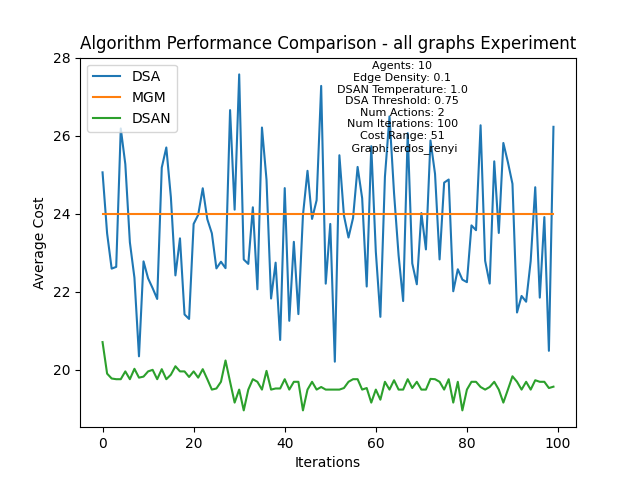 Algorithm Performance Comparison - all graphs Experiment
DSA
MGM
DSAN
Agents: 10
Edge Density: 0.1
DSAN Temperature: 1.0
DSA Threshold: 0.75
Num Actions: 2
Num Iterations: 100
Cost Range: 51
Graph: erdos_renyi
Average Cost
28
26
24
22
20
0 20 40 60 80 100
Iterations